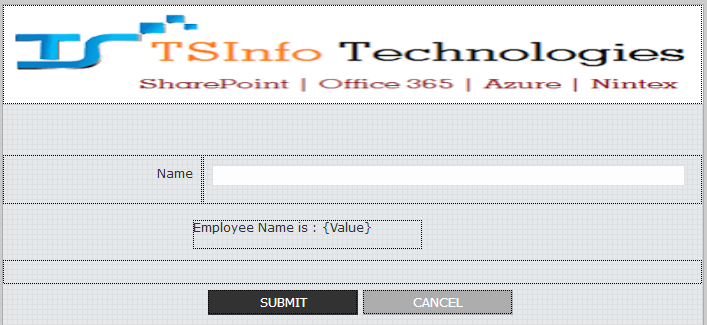 TSInfo Technologies
SharePoint | Office 365 | Azure | Nintex
Name
Employee Name is : {Value}
SUBMIT CANCEL